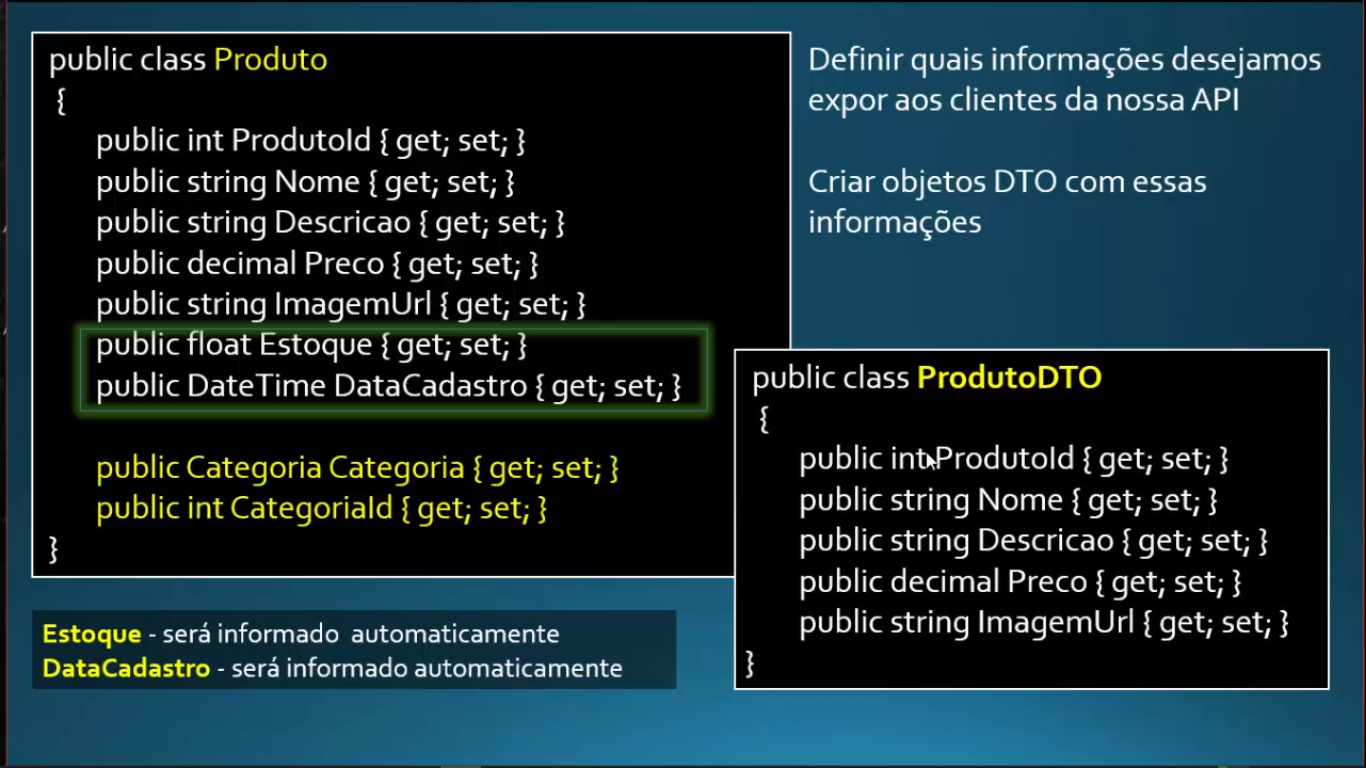 public class Produto
{
public int ProdutoId { get; set; }
public string Nome { get; set; }
public string Descricao { get; set; }
public decimal Preco { get; set; }
public string ImagemUrl { get; set; }
public float Estoque { get; set; }
public DateTime DataCadastro { get; set; }
public Categoria Categoria { get; set; }
public int CategoriaId { get; set; }
}
Definir quais informações desejamos
expor aos clientes da nossa API
Criar objetos DTO com essas
informações
public class ProdutoDTO
{
public int ProdutoId { get; set; }
public string Nome { get; set; }
public string Descricao { get; set; }
public decimal Preco { get; set; }
public string ImagemUrl { get; set; }
}
Estoque - será informado automaticamente
DataCadastro - será informado automaticamente